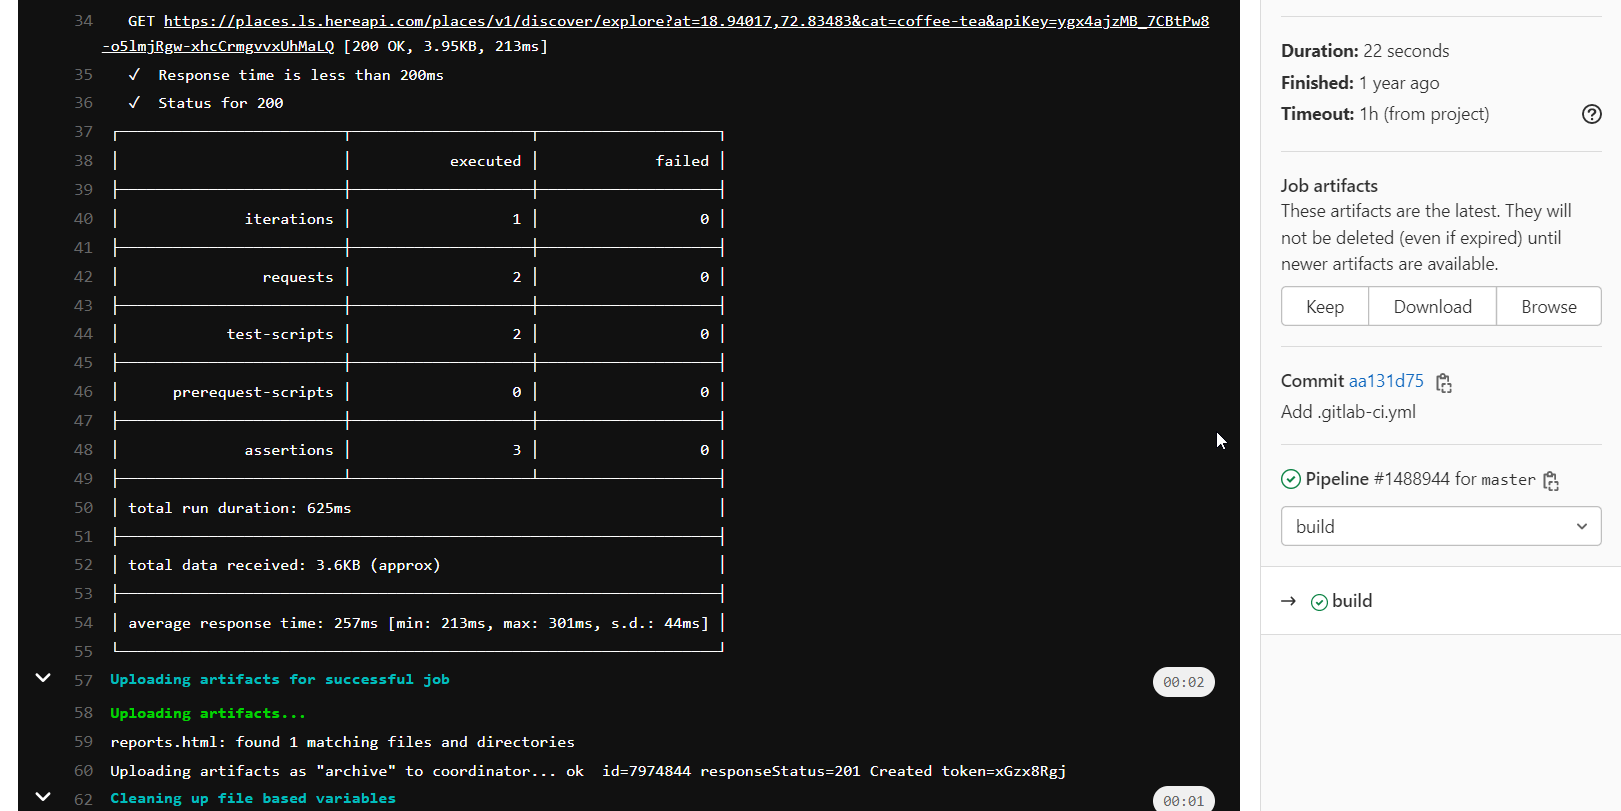 34 GET https://places.ls.hereapi.com/places/v1/discover/explore?at=18.94017,72.83483&cat=coffee-tea&apiKey=ygx4ajzMB_7CBtPw8
-o5lmjRgw-xhcCrmgvvxUhMaLQ [200 OK, 3.95KB, 213ms]
35 ✓ Response time is less than 200ms
36 ✓ Status for 200
37
38 executed failed
39
40 iterations 1 0
41
42 requests 2 0
43
44 test-scripts 2 0
45
46 prerequest-scripts 0 0
47
48 assertions 3 0
49
50 total run duration: 625ms
51
52 total data received: 3.6KB (approx)
53
54 average response time: 257ms [min: 213ms, max: 301ms, s.d.: 44ms]
55
57 Uploading artifacts for successful job 00:02
58 Uploading artifacts...
59 reports.html: found 1 matching files and directories
60 Uploading artifacts as "archive" to coordinator... ok id=7974844 responseStatus=201 Created token=xGzx8Rgj
62 Cleaning up file based variables 00:01
Duration: 22 seconds
Finished: 1 year ago
Timeout: 1h (from project)
Job artifacts
These artifacts are the latest. They will
not be deleted (even if expired) until
newer artifacts are available.
Keep Download Browse
Commit aa131d75
Add .gitlab-ci.yml
Pipeline #1488944 for master
build
→ build